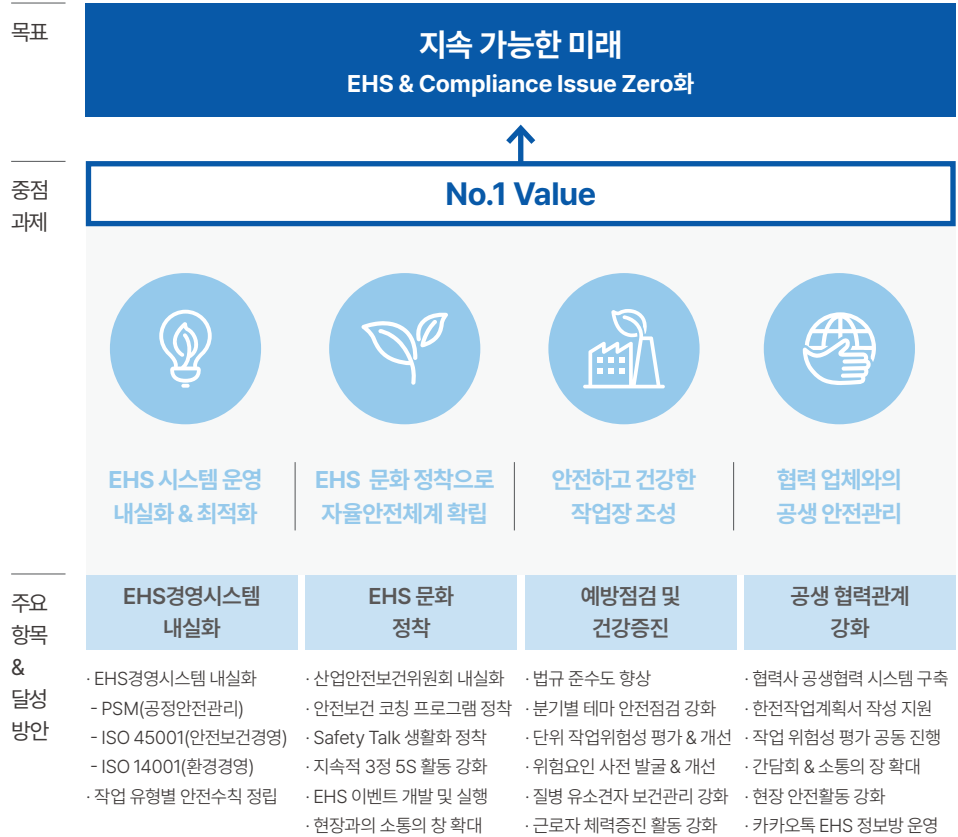 목표
지속 가능한 미래
EHS & Compliance Issue Zero화
중점
과제
No.1 Value
EHS 시스템 운영
내실화 & 최적화
EHS 문화 정착으로
자율안전체계 확립
안전하고 건강한
작업장 조성
협력 업체와의
공생 안전관리
주요
항목
&
달성
방안
EHS경영시스템
내실화
· EHS경영시스템 내실화
- PSM(공정안전관리)
- ISO 45001(안전보건경영)
- ISO 14001(환경경영)
· 작업 유형별 안전수칙 정립
EHS 문화
정착
· 산업안전보건위원회 내실화
· 안전보건 코칭 프로그램 정착
· Safety Talk 생활화 정착
· 지속적 3정 5S 활동 강화
· EHS 이벤트 개발 및 실행
· 현장과의 소통의 창 확대
예방점검 및
건강증진
· 법규 준수도 향상
· 분기별 테마 안전점검 강화
· 단위 작업위험성 평가 & 개선
· 위험요인 사전 발굴 & 개선
· 질병 유소견자 보건관리 강화
· 근로자 체력증진 활동 강화
공생 협력관계
강화
· 협력사 공생협력 시스템 구축
· 한전작업계획서 작성 지원
· 작업 위험성 평가 공동 진행
· 간담회 & 소통의 장 확대
· 현장 안전활동 강화
· 카카오톡 EHS 정보방 운영